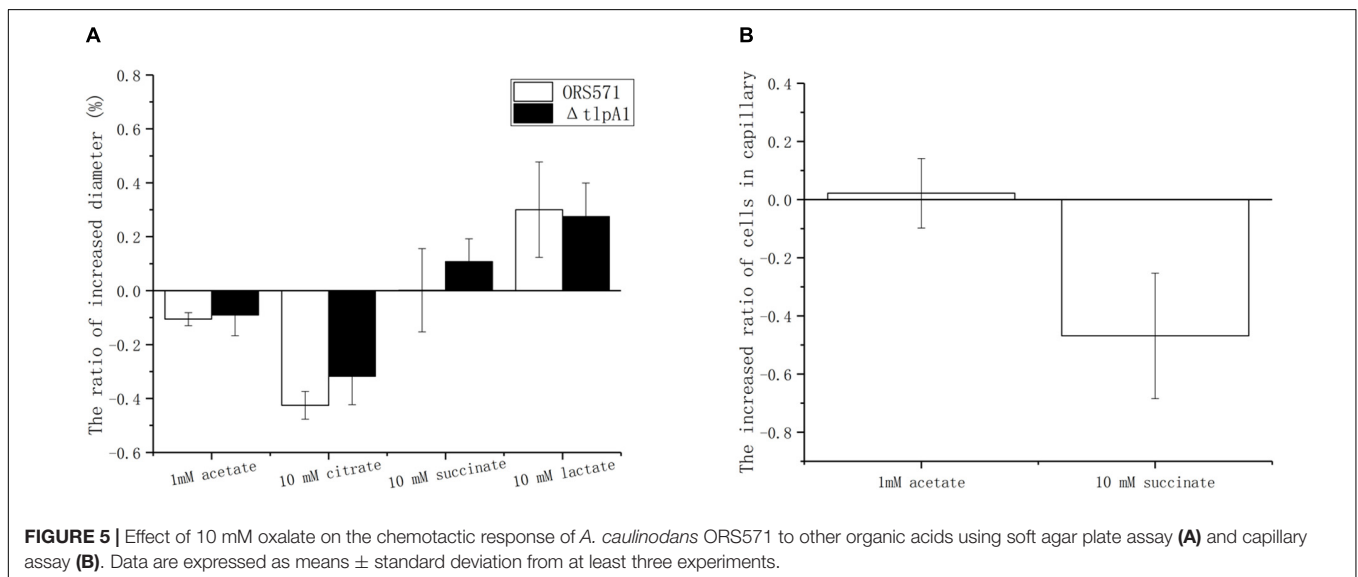 A
The ratio of increased diameter (%)
0.8
0.6
0.4
0.2
0.0
-0.2
-0.4
-0.6
ORS571
ΔtlpA1
1mM acetate
10 mM citrate
10 mM succinate
10 mM lactate
B
The increased ratio of cells in capillary
0.4
0.2
0.0
-0.2
-0.4
-0.6
-0.8
1mM acetate
10 mM succinate
FIGURE 5 | Effect of 10 mM oxalate on the chemotactic response of A. caulinodans ORS571 to other organic acids using soft agar plate assay (A) and capillary
assay (B). Data are expressed as means ± standard deviation from at least three experiments.